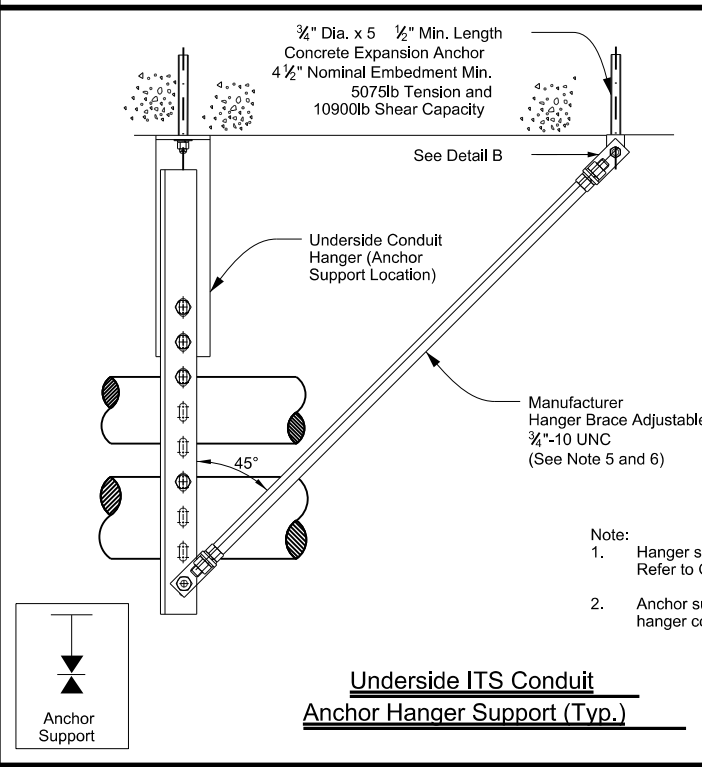 ¾" Dia. x 5 ½" Min. Length
Concrete Expansion Anchor
4½" Nominal Embedment Min.
5075lb Tension and
10900lb Shear Capacity
See Detail B
Underside Conduit
Hanger (Anchor
Support Location)
Manufacturer
Hanger Brace Adjustable
¾"-10 UNC
(See Note 5 and 6)
45°
Note:
1. Hanger s
Refer to
2. Anchor su
hanger co
Anchor
Support
Underside ITS Conduit
Anchor Hanger Support (Typ.)